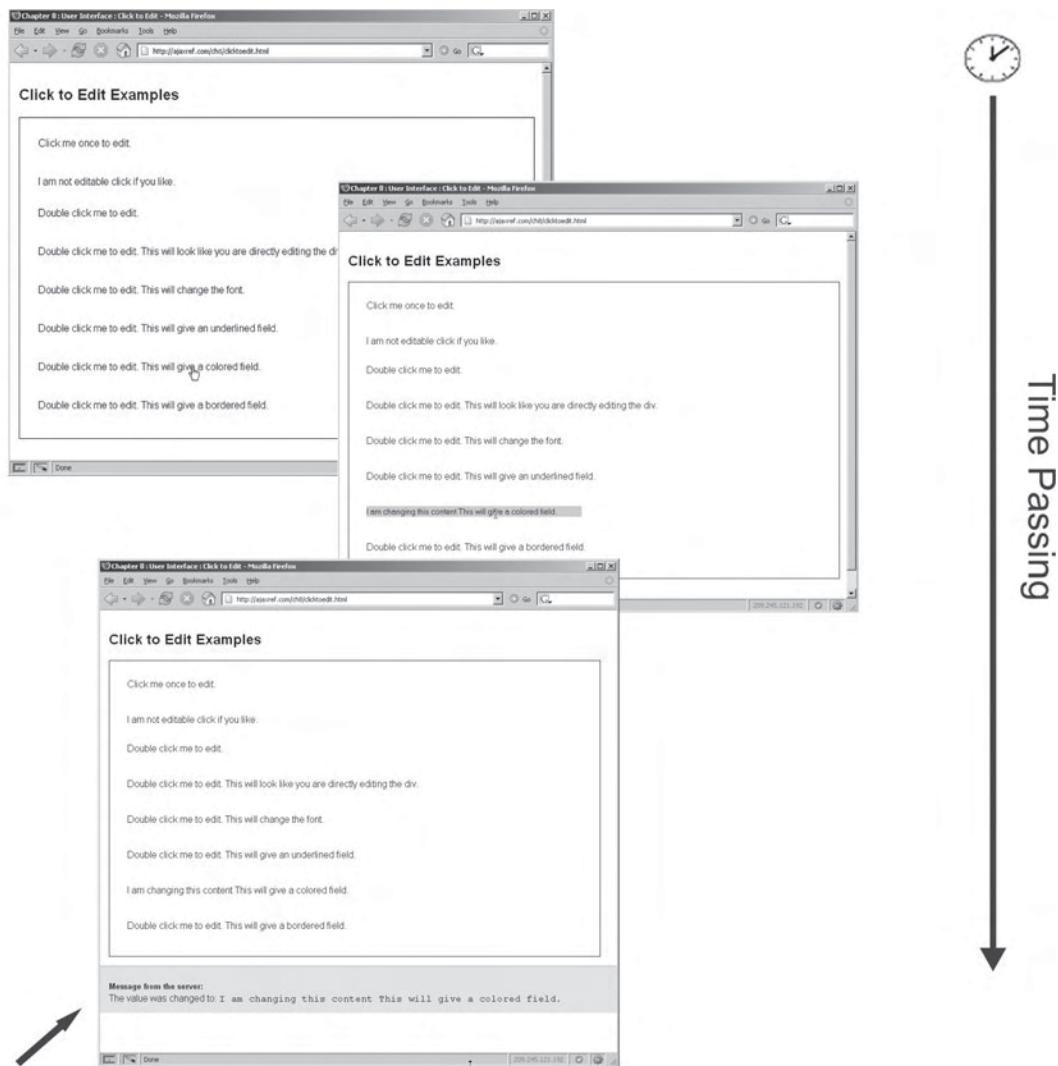 Chapter 8 : User Interface : Click to Edit - Mozilla Firefox
File Edit View Go Bookmarks Tools Help
http://ajaxref.com/ch8/clicktoedit.html Go
Click to Edit Examples
Click me once to edit.
I am not editable click if you like.
Double click me to edit.
Double click me to edit. This will look like you are directly editing the di
Double click me to edit. This will change the font.
Double click me to edit. This will give an underlined field.
Double click me to edit. This will give a colored field.
Double click me to edit. This will give a bordered field.
Done
Chapter 8 : User Interface : Click to Edit - Mozilla Firefox
File Edit View Go Bookmarks Tools Help
http://ajaxref.com/ch8/clicktoedit.html Go
Click to Edit Examples
Click me once to edit.
I am not editable click if you like.
Double click me to edit.
Double click me to edit. This will look like you are directly editing the div.
Double click me to edit. This will change the font.
Double click me to edit. This will give an underlined field.
I am changing this content This will give a colored field.
Double click me to edit. This will give a bordered field.
209.245.121.192
Chapter 8 : User Interface : Click to Edit - Mozilla Firefox
File Edit View Go Bookmarks Tools Help
http://ajaxref.com/ch8/clicktoedit.html Go
Click to Edit Examples
Click me once to edit.
I am not editable click if you like.
Double click me to edit.
Double click me to edit. This will look like you are directly editing the div.
Double click me to edit. This will change the font.
Double click me to edit. This will give an underlined field.
I am changing this content This will give a colored field.
Double click me to edit. This will give a bordered field.
Message from the server:
The value was changed to: I am changing this content This will give a colored field.
Done 209.245.121.192
Time Passing